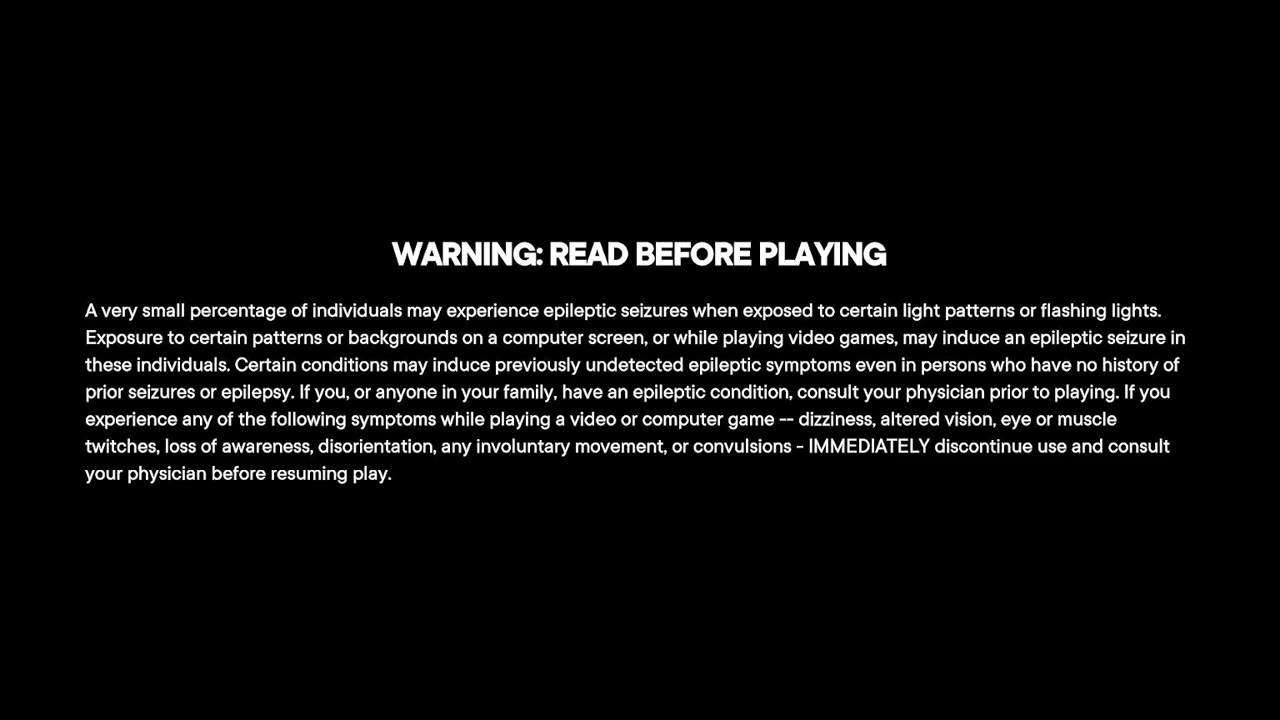 WARNING: READ BEFORE PLAYING
A very small percentage of individuals may experience epileptic seizures when exposed to certain light patterns or flashing lights.
Exposure to certain patterns or backgrounds on a computer screen, or while playing video games, may induce an epileptic seizure in
these individuals. Certain conditions may induce previously undetected epileptic symptoms even in persons who have no history of
prior seizures or epilepsy. If you, or anyone in your family, have an epileptic condition, consult your physician prior to playing. If you
experience any of the following symptoms while playing a video or computer game -- dizziness, altered vision, eye or muscle
twitches, loss of awareness, disorientation, any involuntary movement, or convulsions - IMMEDIATELY discontinue use and consult
your physician before resuming play.